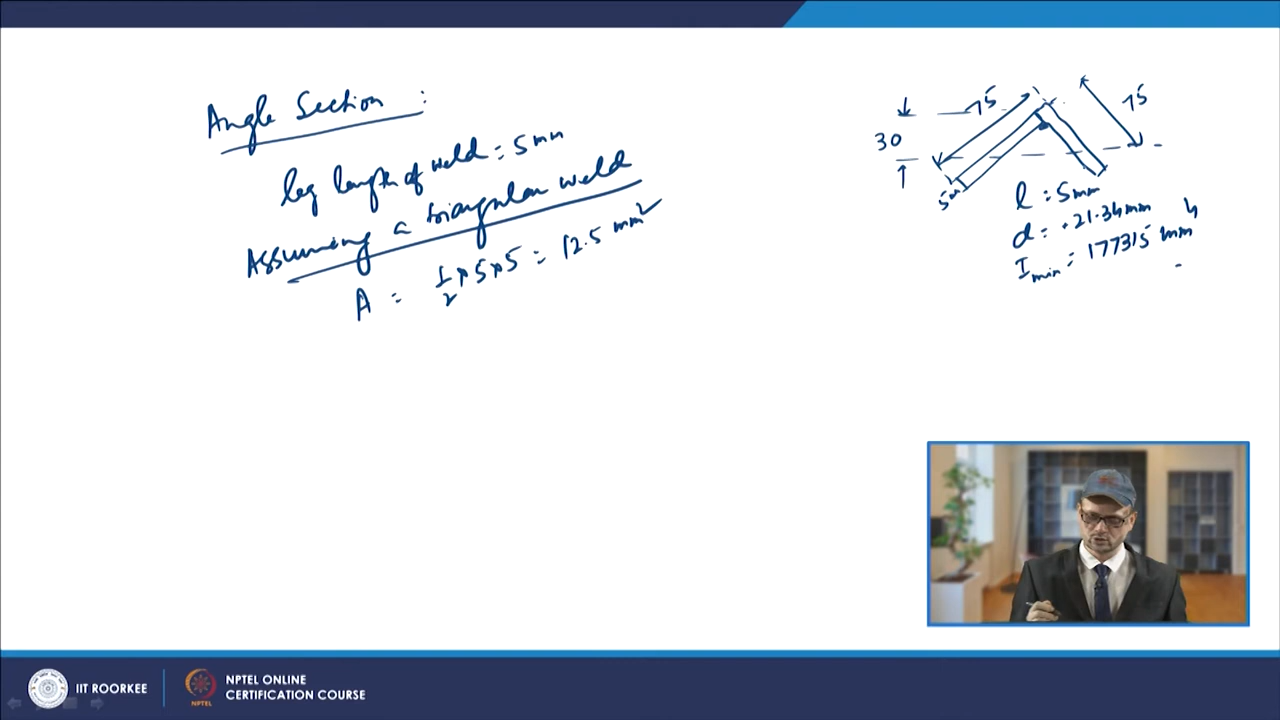 Angle Section :
leg length of weld = 5mm
Assuming a triangular weld
A = 1/2 × 5 × 5 = 12.5 mm²
75
75
30
5mm
l = 5mm
d = 21.34mm
I min = 177315 mm⁴
IIT ROORKEE
NPTEL
NPTEL ONLINE
CERTIFICATION COURSE